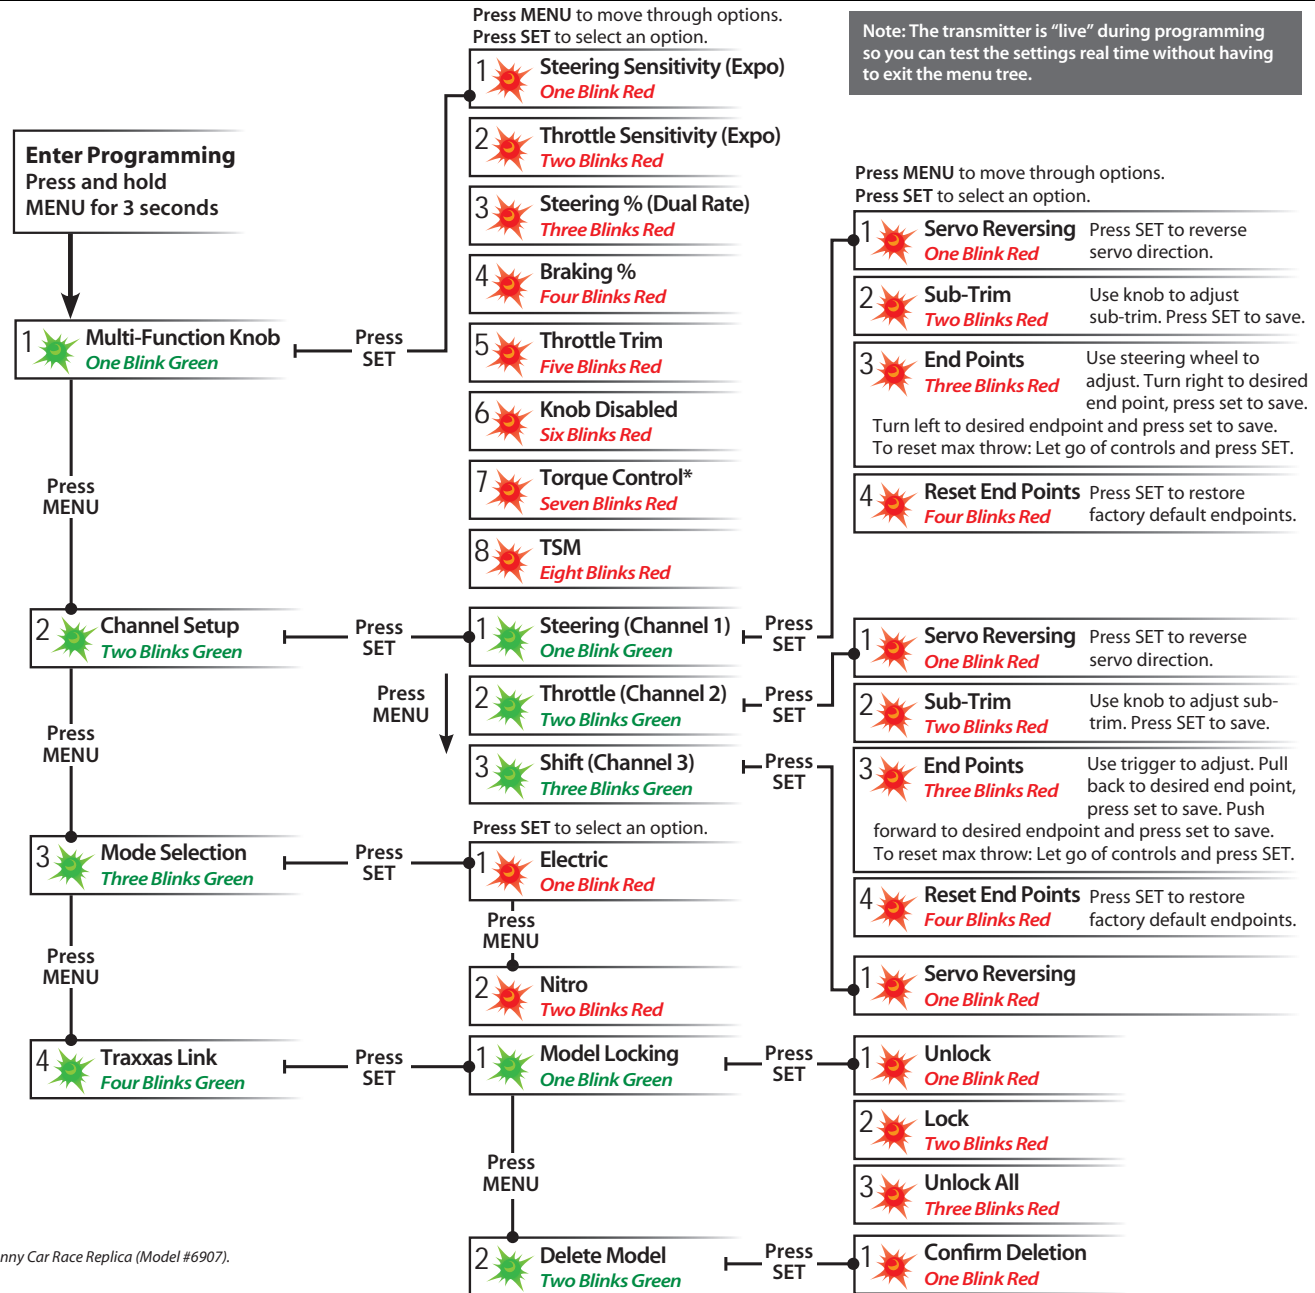 Press MENU to move through options.
Press SET to select an option.
Note: The transmitter is “live” during programming
so you can test the settings real time without having
to exit the menu tree.
Enter Programming
Press and hold
MENU for 3 seconds
1
Multi-Function Knob
One Blink Green
Press
SET
1
Steering Sensitivity (Expo)
One Blink Red
2
Throttle Sensitivity (Expo)
Two Blinks Red
3
Steering % (Dual Rate)
Three Blinks Red
4
Braking %
Four Blinks Red
5
Throttle Trim
Five Blinks Red
6
Knob Disabled
Six Blinks Red
7
Torque Control*
Seven Blinks Red
8
TSM
Eight Blinks Red
Press
MENU
2
Channel Setup
Two Blinks Green
Press
SET
1
Steering (Channel 1)
One Blink Green
Press
SET
Press
MENU
2
Throttle (Channel 2)
Two Blinks Green
Press
SET
3
Shift (Channel 3)
Three Blinks Green
Press
SET
Press MENU to move through options.
Press SET to select an option.
1
Servo Reversing
One Blink Red
Press SET to reverse
servo direction.
2
Sub-Trim
Two Blinks Red
Use knob to adjust
sub-trim. Press SET to save.
3
End Points
Three Blinks Red
Use steering wheel to
adjust. Turn right to desired
end point, press set to save.
Turn left to desired endpoint and press set to save.
To reset max throw: Let go of controls and press SET.
4
Reset End Points
Four Blinks Red
Press SET to restore
factory default endpoints.
1
Servo Reversing
One Blink Red
Press SET to reverse
servo direction.
2
Sub-Trim
Two Blinks Red
Use knob to adjust sub-
trim. Press SET to save.
3
End Points
Three Blinks Red
Use trigger to adjust. Pull
back to desired end point,
press set to save. Push
forward to desired endpoint and press set to save.
To reset max throw: Let go of controls and press SET.
4
Reset End Points
Four Blinks Red
Press SET to restore
factory default endpoints.
1
Servo Reversing
One Blink Red
Press
MENU
3
Mode Selection
Three Blinks Green
Press
SET
Press SET to select an option.
1
Electric
One Blink Red
Press
MENU
2
Nitro
Two Blinks Red
Press
MENU
4
Traxxas Link
Four Blinks Green
Press
SET
1
Model Locking
One Blink Green
Press
SET
1
Unlock
One Blink Red
2
Lock
Two Blinks Red
3
Unlock All
Three Blinks Red
Press
MENU
2
Delete Model
Two Blinks Green
Press
SET
1
Confirm Deletion
One Blink Red
nny Car Race Replica (Model #6907).